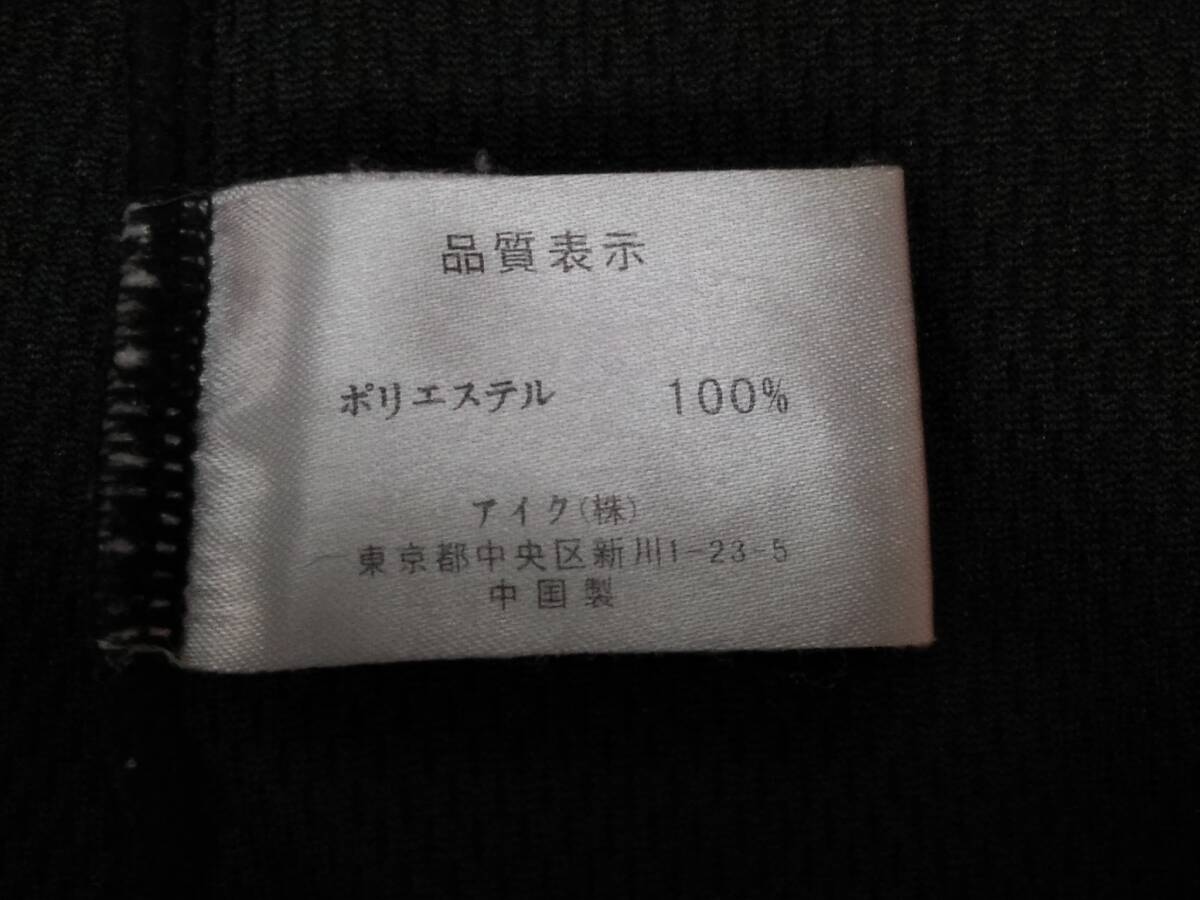 品質表示
ポリエステル 100%
アイク(株)
東京都中央区新川1-23-5
中国製